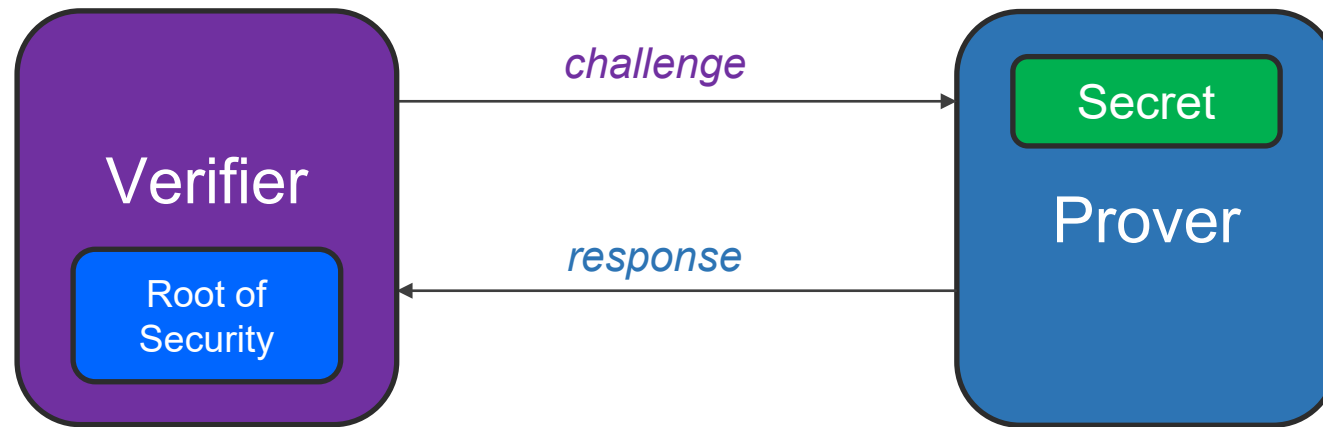 challenge
Secret
Verifier
Prover
response
Root of
Security